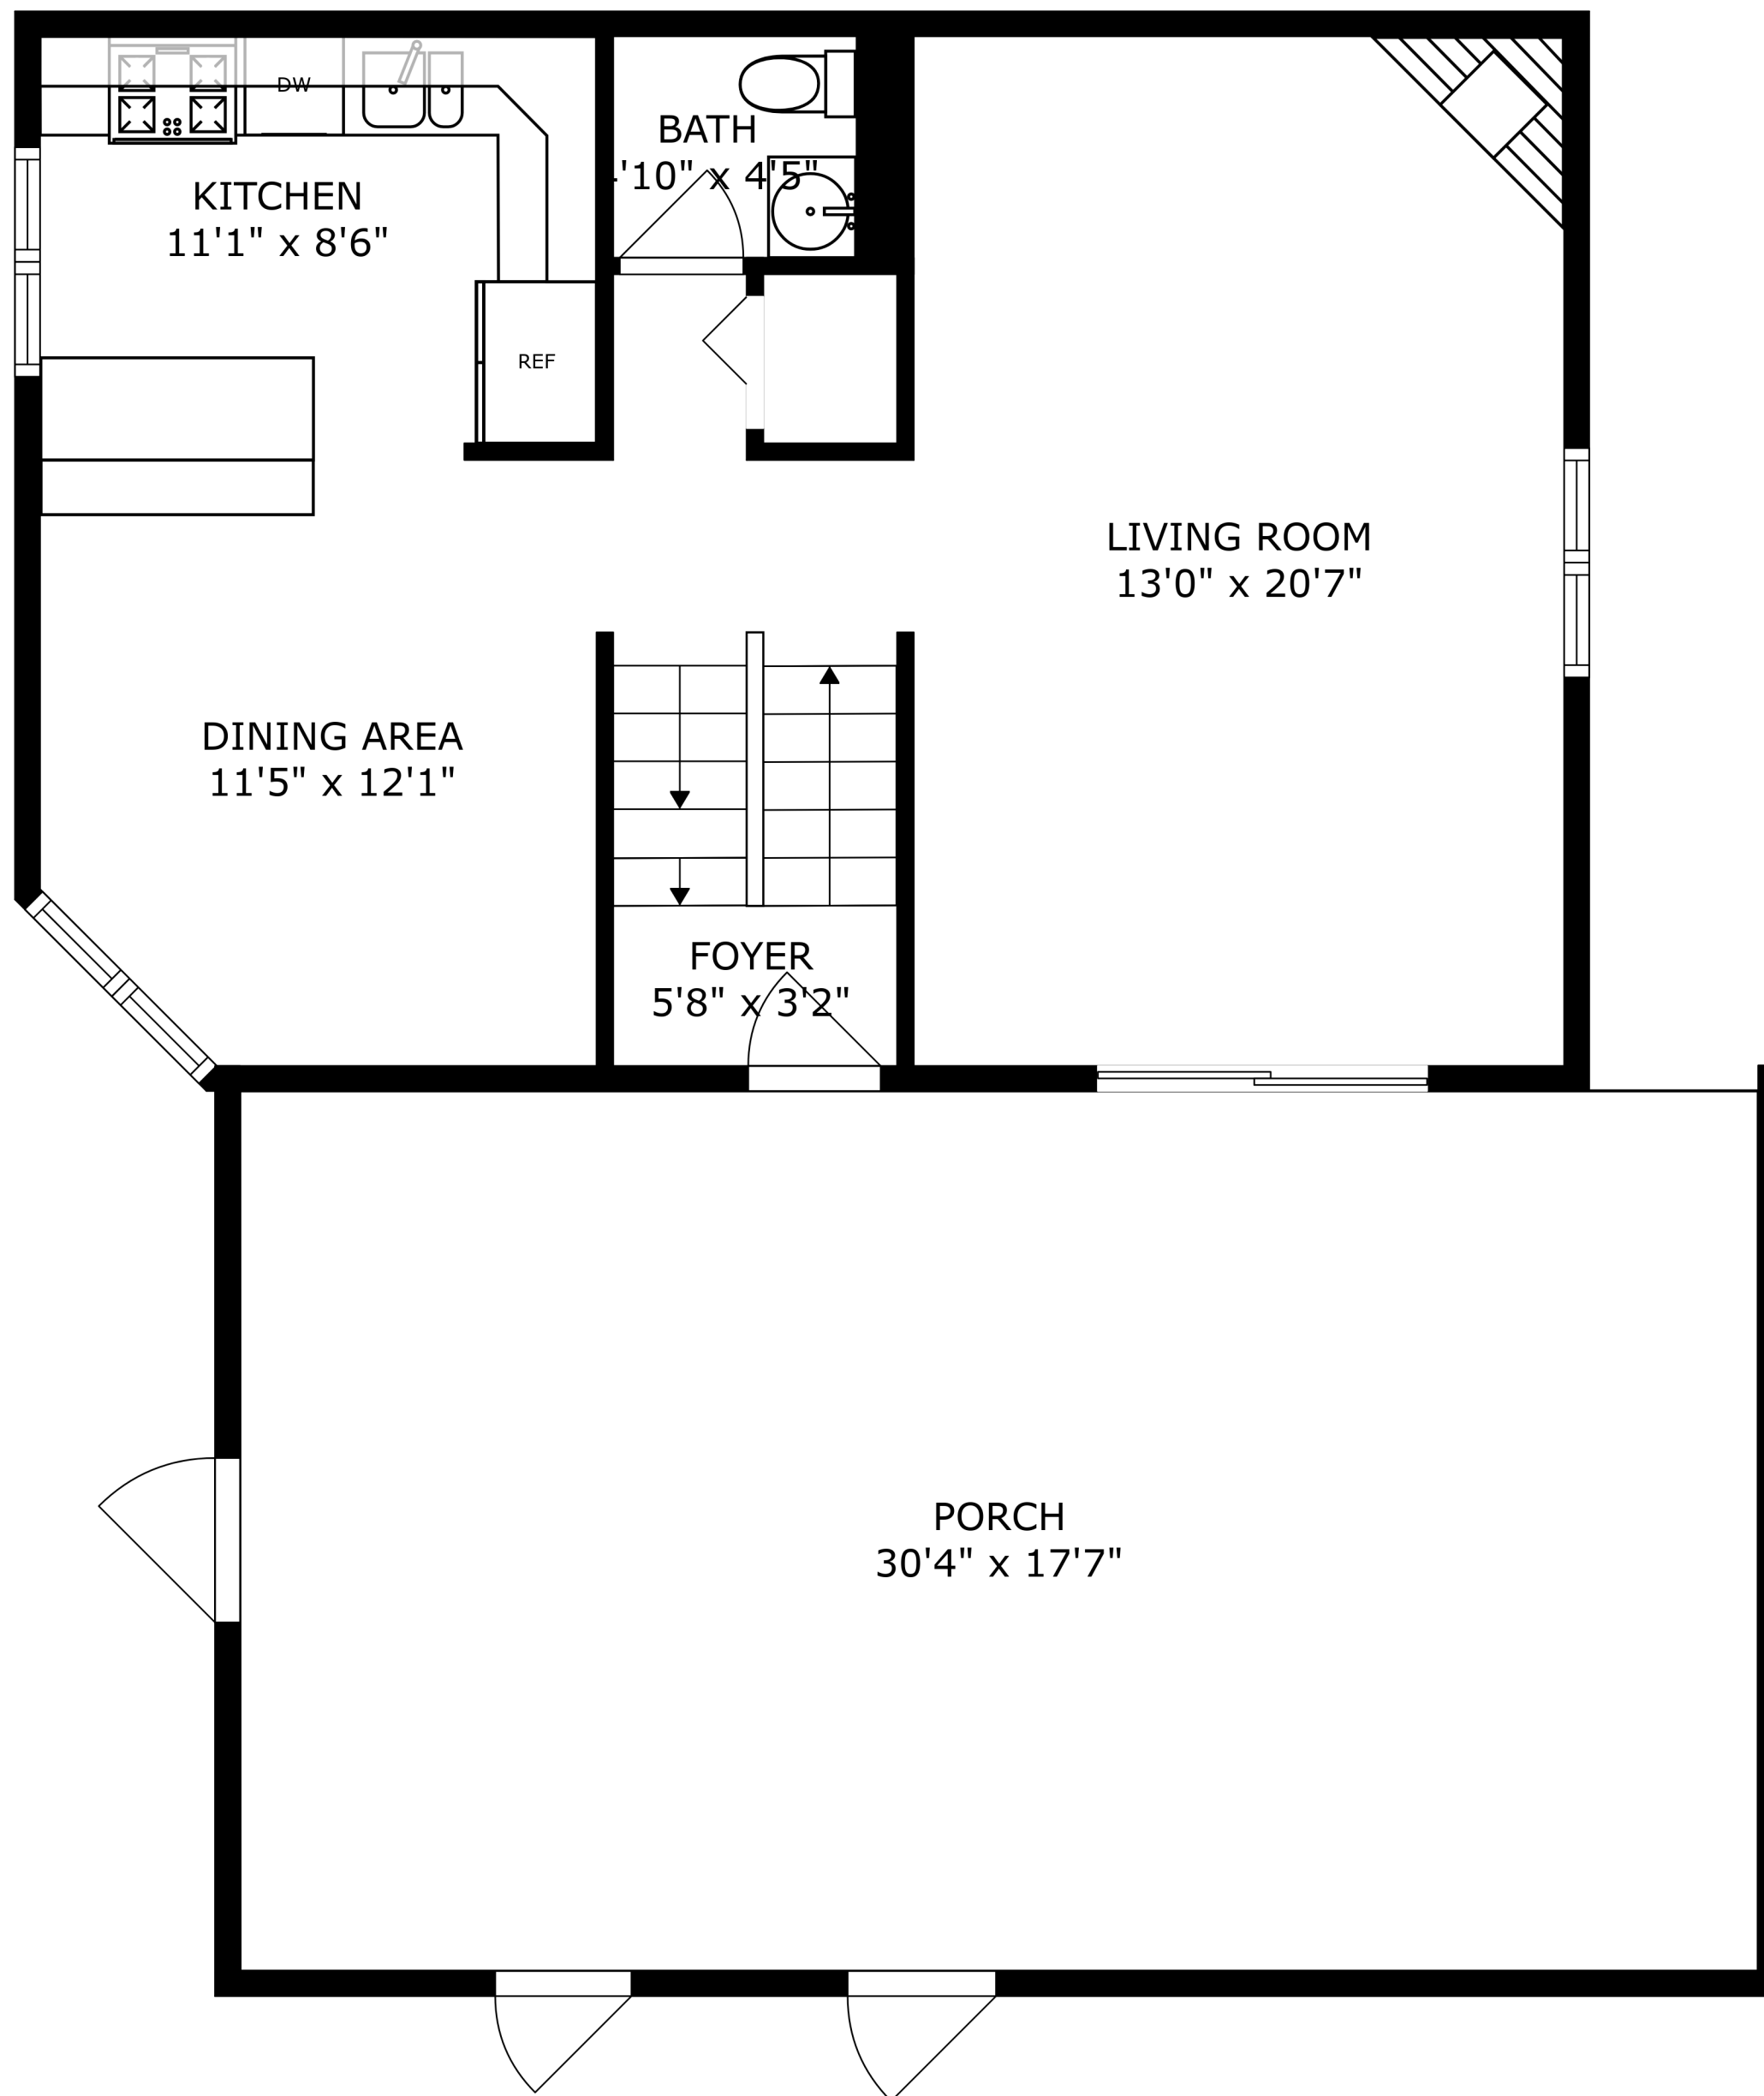 DW
BATH
'10" x 4'5"
KITCHEN
11'1" x 8'6"
REF
LIVING ROOM
13'0" x 20'7"
DINING AREA
11'5" x 12'1"
FOYER
5'8" x 3'2"
PORCH
30'4" x 17'7"